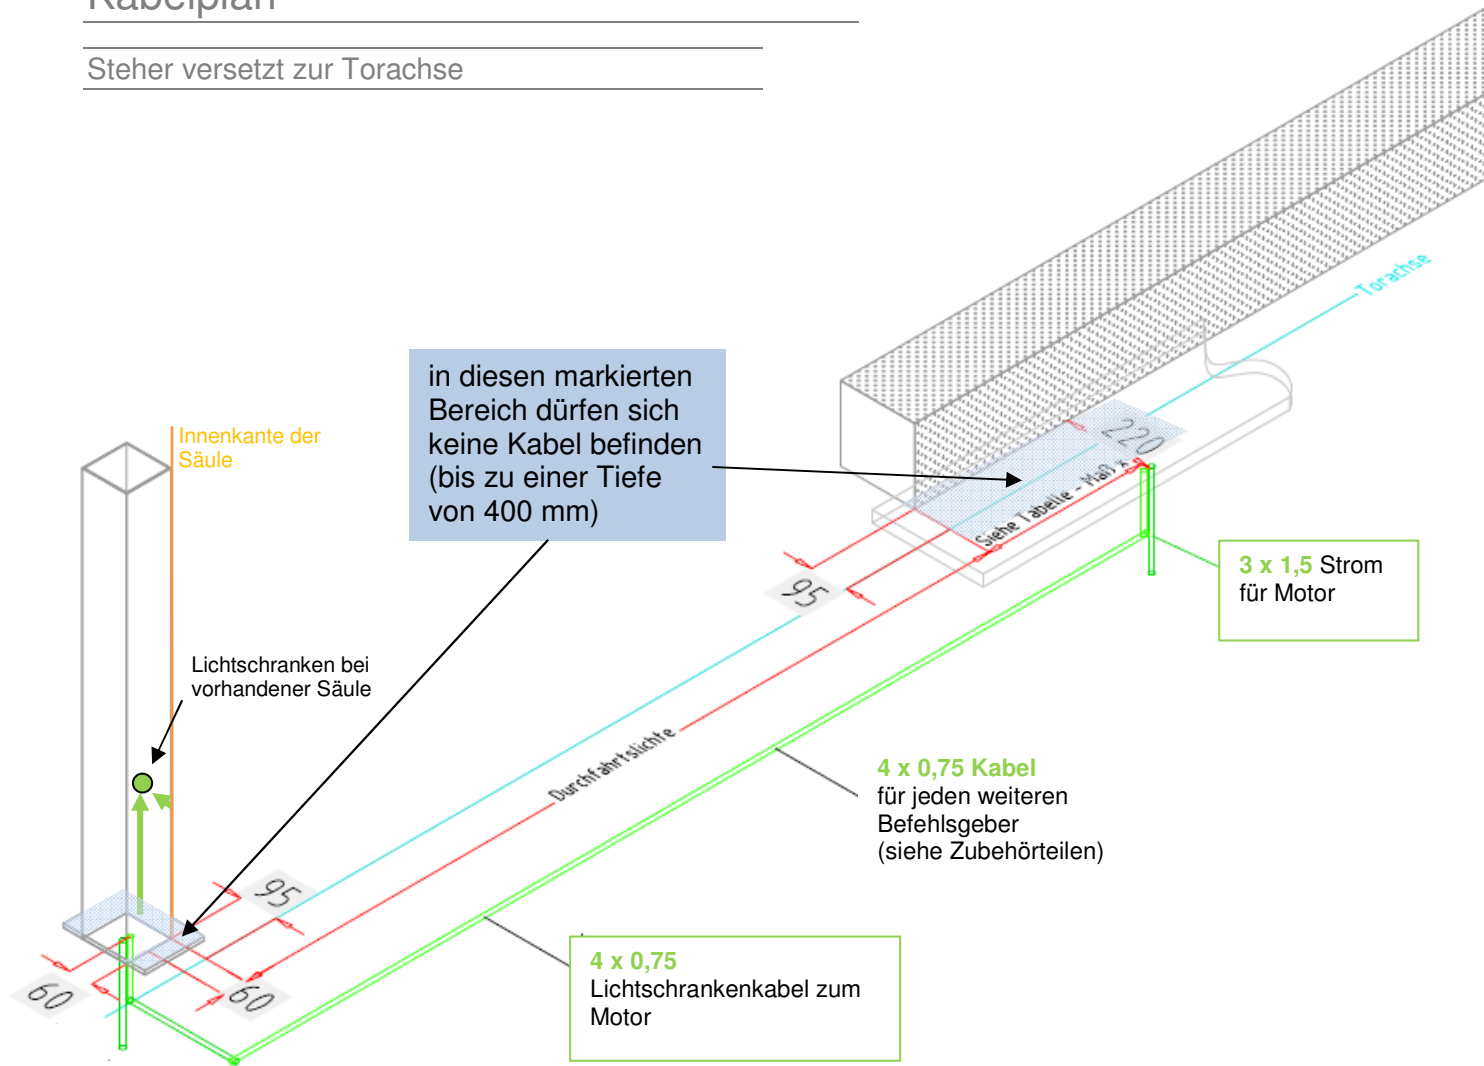 Kabelplan
Steher versetzt zur Torachse
Torachse
in diesen markierten
Bereich dürfen sich
keine Kabel befinden
(bis zu einer Tiefe
von 400 mm)
Innenkante der
Säule
220
Siehe Tabelle - Maß x
95
3 x 1,5 Strom
für Motor
Lichtschranken bei
vorhandener Säule
Durchfahrtslichte
4 x 0,75 Kabel
für jeden weiteren
Befehlsgeber
(siehe Zubehörteilen)
95
60
60
4 x 0,75
Lichtschrankenkabel zum
Motor